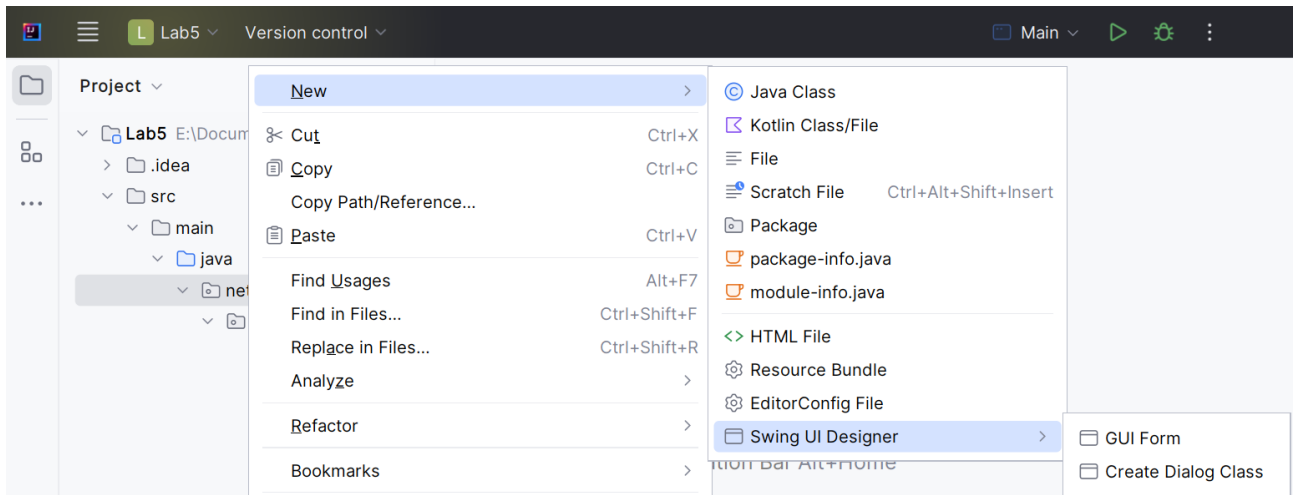 L Lab5 Version control Main
Project
Lab5 E:\Docum
.idea
src
main
java
net
New
Cut Ctrl+X
Copy Ctrl+C
Copy Path/Reference...
Paste Ctrl+V
Find Usages Alt+F7
Find in Files... Ctrl+Shift+F
Replace in Files... Ctrl+Shift+R
Analyze
Refactor
Bookmarks
Java Class
Kotlin Class/File
File
Scratch File Ctrl+Alt+Shift+Insert
Package
package-info.java
module-info.java
HTML File
Resource Bundle
EditorConfig File
Swing UI Designer
GUI Form
Create Dialog Class
Bar Alt+Home